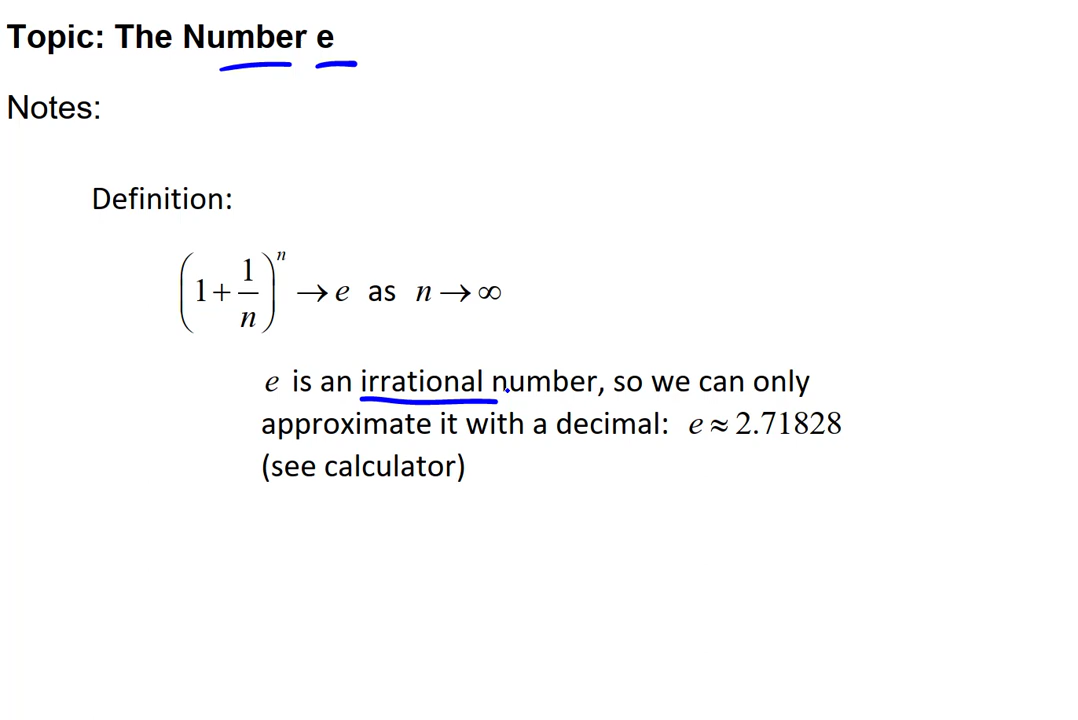 Topic: The Number e
Notes:
Definition:
(1 + 1/n)^n → e as n → ∞
e is an irrational number, so we can only
approximate it with a decimal: e ≈ 2.71828
(see calculator)